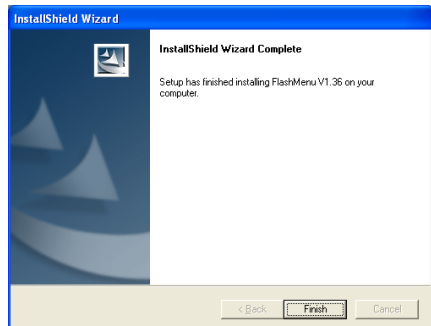 InstallShield Wizard
InstallShield Wizard Complete
Setup has finished installing FlashMenu V1.36 on your
computer.
< Back
Finish
Cancel